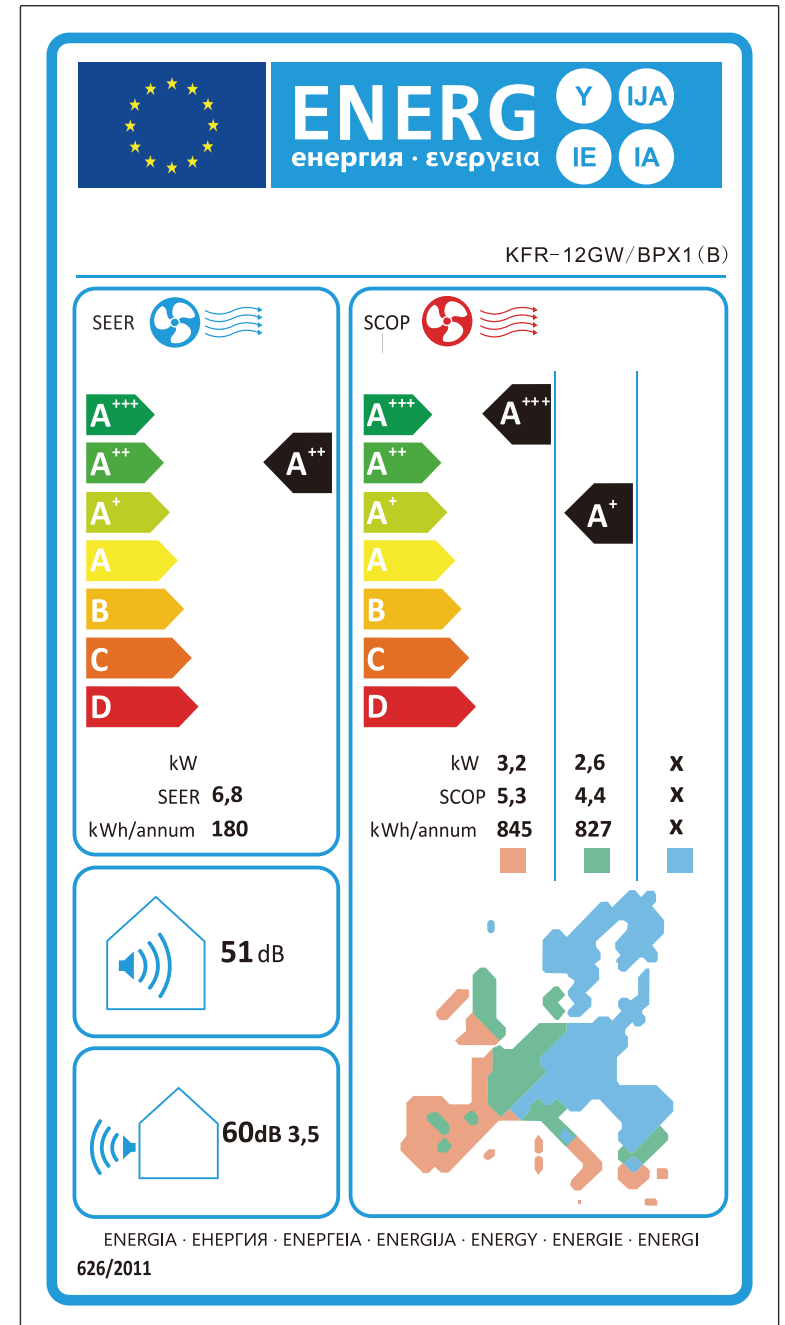 ENERG
енергия · ενεργεια
Y IJA
IE IA
KFR-12GW/BPX1(B)
SEER
A+++
A++
A+
A
B
C
D
A++
kW
SEER 6,8
kWh/annum 180
SCOP
A+++
A++
A+
A
B
C
D
A+++
A+
kW 3,2 2,6 X
SCOP 5,3 4,4 X
kWh/annum 845 827 X
51 dB
60dB 3,5
ENERGIA · ЕНЕРГИЯ · ΕΝΕΡΓΕΙΑ · ENERGIJA · ENERGY · ENERGIE · ENERGI
626/2011